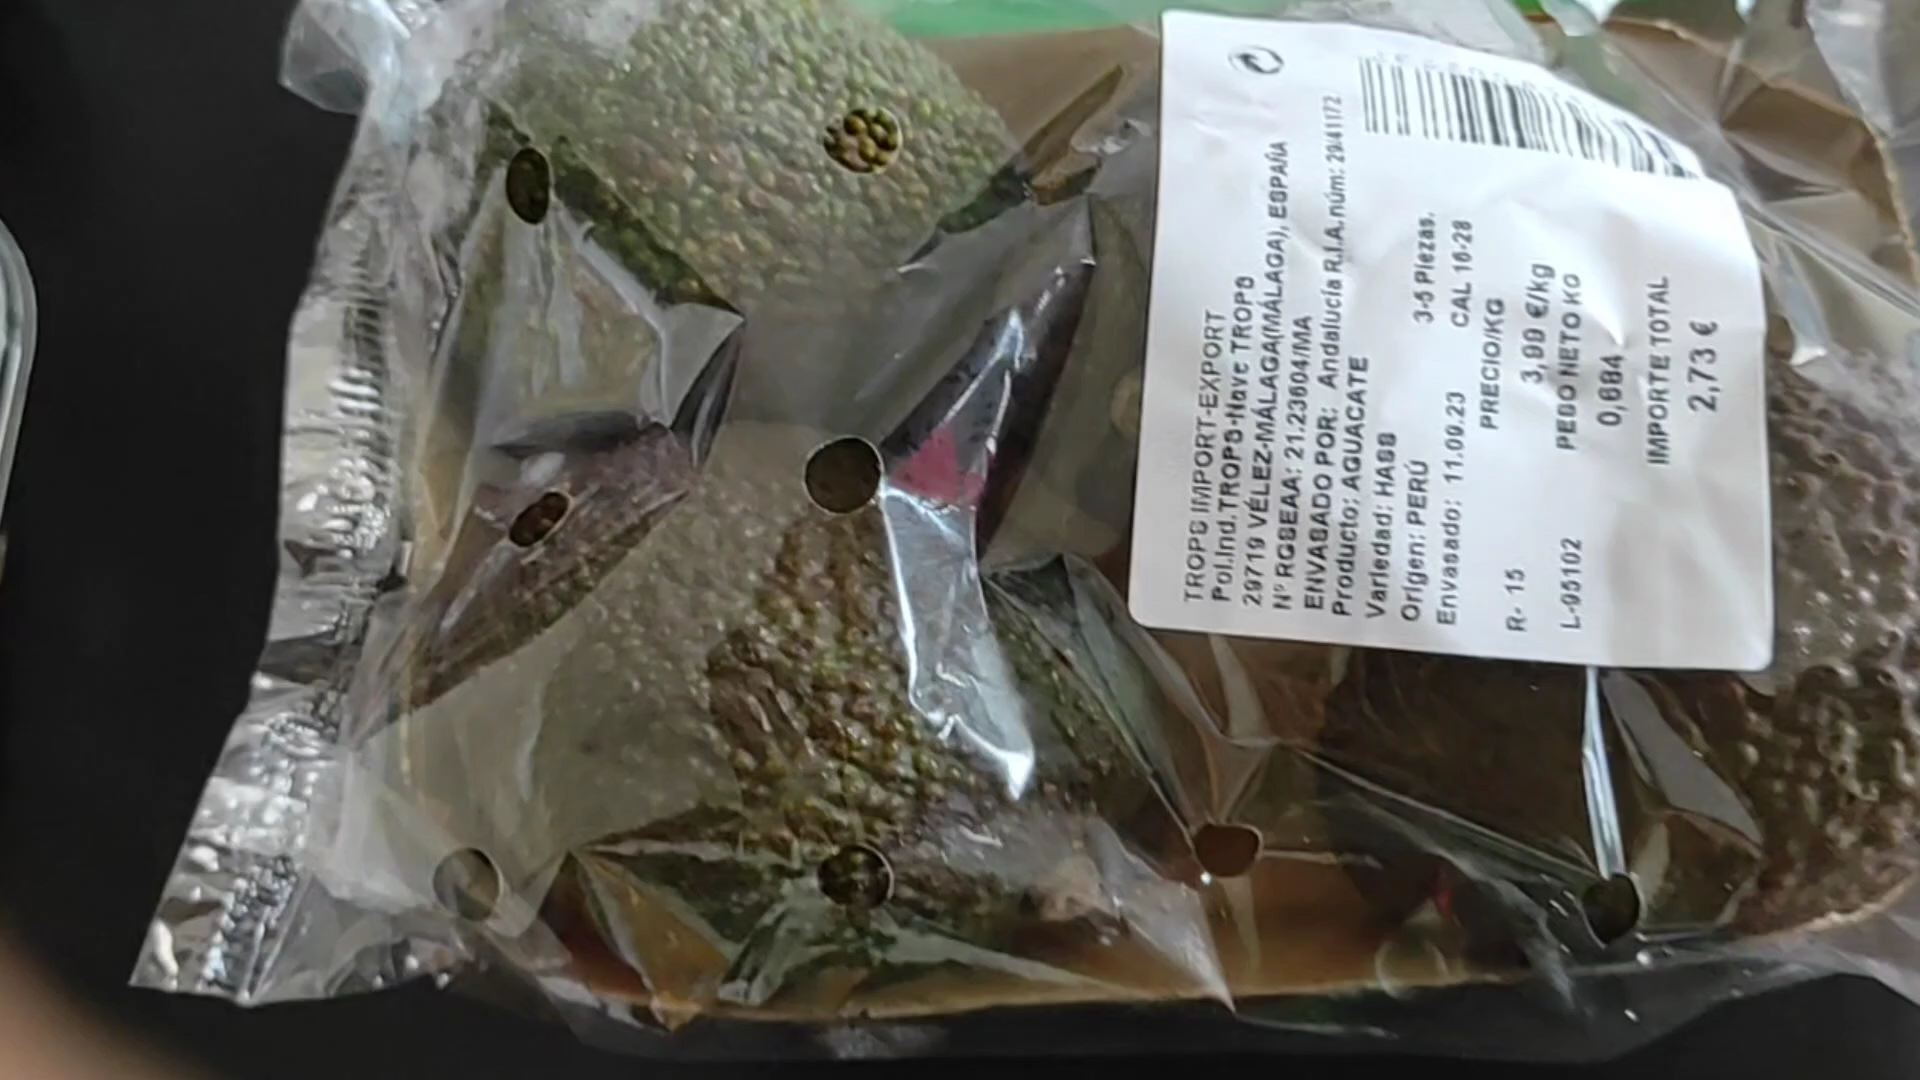 TROPS IMPORT-EXPORT
Pol.Ind.TROPS-Nave TROPS
29719 VÉLEZ-MÁLAGA(MÁLAGA), ESPAÑA
Nº RGSEAA: 21.23604/MA
ENVASADO POR: Andalucía R.I.A.núm: 29/41172
Producto: AGUACATE
Variedad: HASS
Origen: PERÚ 3-5 Piezas.
Envasado: 11.09.23 CAL 16-28
PRECIO/KG
R- 15 3,99 €/kg
PESO NETO KG
L-95102 0,684
IMPORTE TOTAL
2,73 €